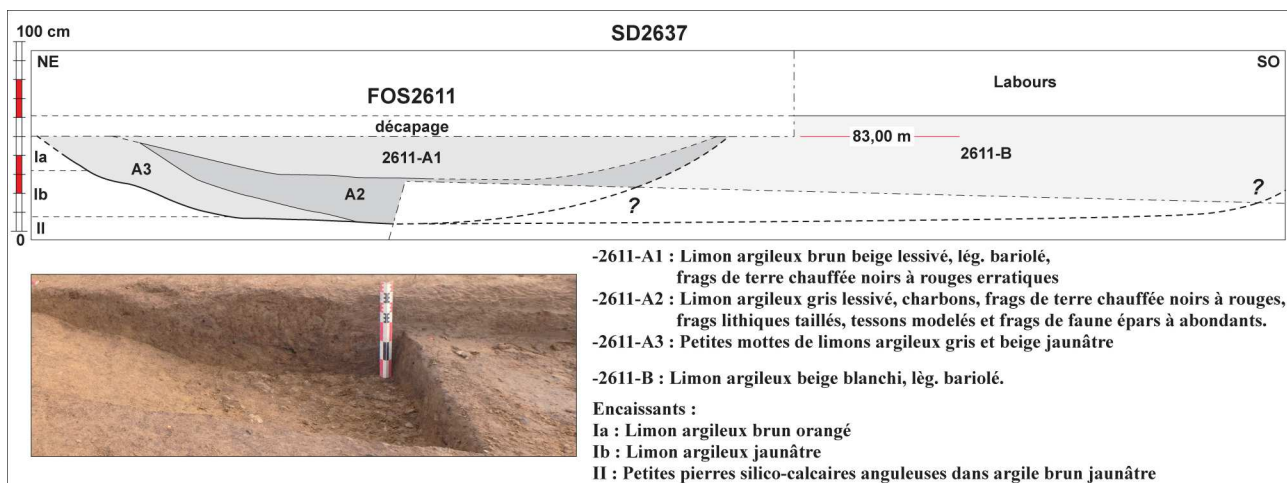 100 cm
SD2637
NE
SO
Labours
FOS2611
décapage
83,00 m
Ia
A3
2611-A1
2611-B
Ib
A2
?
?
II
0
-2611-A1 : Limon argileux brun beige lessivé, lég. bariolé,
frags de terre chauffée noirs à rouges erratiques
-2611-A2 : Limon argileux gris lessivé, charbons, frags de terre chauffée noirs à rouges,
frags lithiques taillés, tessons modelés et frags de faune épars à abondants.
-2611-A3 : Petites mottes de limons argileux gris et beige jaunâtre
-2611-B : Limon argileux beige blanchi, lèg. bariolé.
Encaissants :
Ia : Limon argileux brun orangé
Ib : Limon argileux jaunâtre
II : Petites pierres silico-calcaires anguleuses dans argile brun jaunâtre